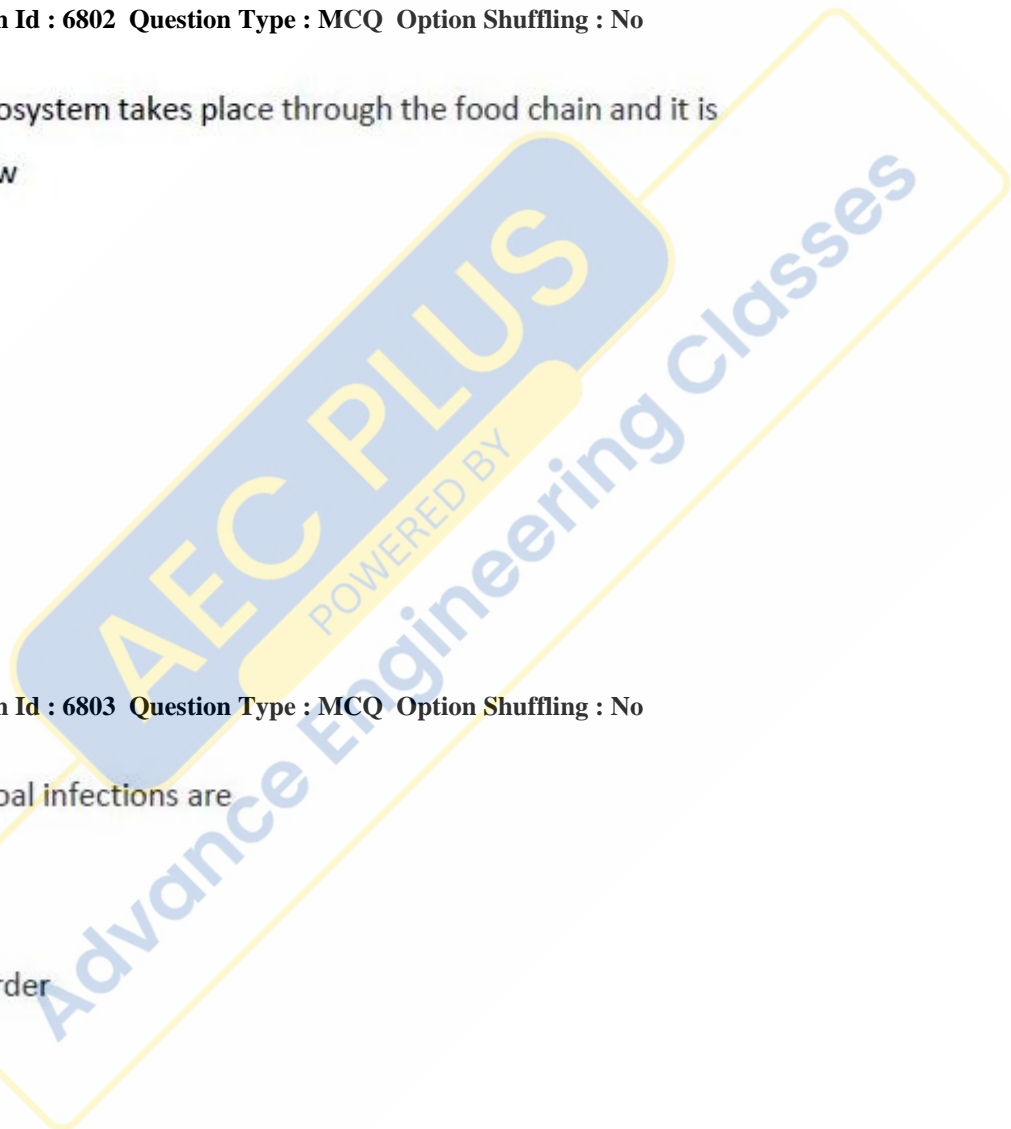 n Id : 6802 Question Type : MCQ Option Shuffling : No
osystem takes place through the food chain and it is
w
AEC PLUS
POWERED BY
Advance Engineering Classes
n Id : 6803 Question Type : MCQ Option Shuffling : No
oal infections are
rder